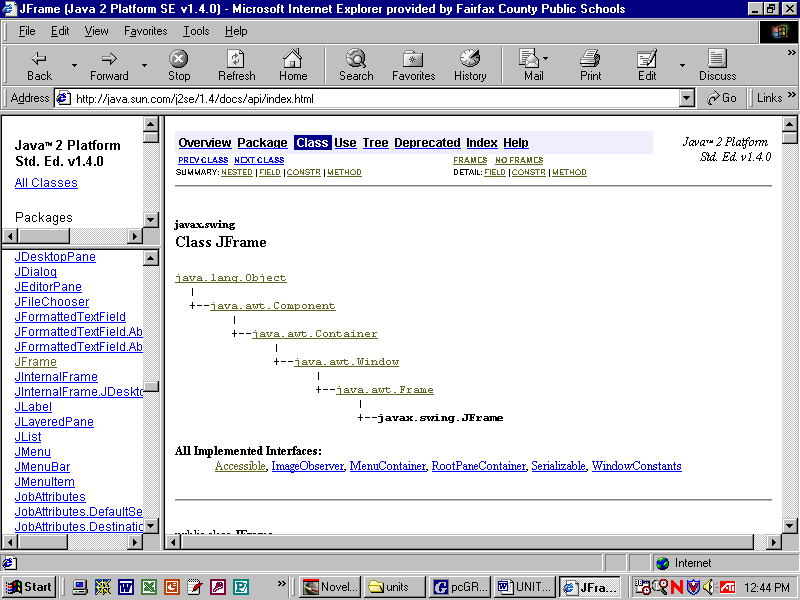 JFrame (Java 2 Platform SE v1.4.0) - Microsoft Internet Explorer provided by Fairfax County Public Schools
File Edit View Favorites Tools Help
Back Forward Stop Refresh Home Search Favorites History Mail Print Edit Discuss
Address http://java.sun.com/j2se/1.4/docs/api/index.html Go Links »
Java™ 2 Platform
Std. Ed. v1.4.0
All Classes
Packages
JDesktopPane
JDialog
JEditorPane
JFileChooser
JFormattedTextField
JFormattedTextField.Ab
JFormattedTextField.Ab
JFrame
JInternalFrame
JInternalFrame.JDeskto
JLabel
JLayeredPane
JList
JMenu
JMenuBar
JMenuItem
JobAttributes
JobAttributes.DefaultSe
JobAttributes.Destinatic
Overview Package Class Use Tree Deprecated Index Help
Java™ 2 Platform
Std. Ed. v1.4.0
PREV CLASS NEXT CLASS FRAMES NO FRAMES
SUMMARY: NESTED | FIELD | CONSTR | METHOD DETAIL: FIELD | CONSTR | METHOD
javax.swing
Class JFrame
java.lang.Object
|
+--java.awt.Component
|
+--java.awt.Container
|
+--java.awt.Window
|
+--java.awt.Frame
|
+--javax.swing.JFrame
All Implemented Interfaces:
Accessible, ImageObserver, MenuContainer, RootPaneContainer, Serializable, WindowConstants
public class JFrame
Internet
Start » Novel... units pcGR... UNIT... JFra... 12:44 PM